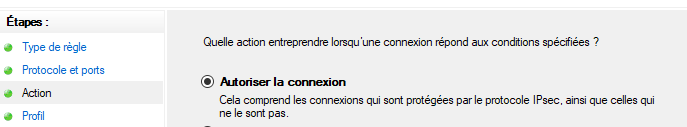 Étapes :
Type de règle
Protocole et ports
Action
Profil
Quelle action entreprendre lorsqu'une connexion répond aux conditions spécifiées ?
Autoriser la connexion
Cela comprend les connexions qui sont protégées par le protocole IPsec, ainsi que celles qui
ne le sont pas.